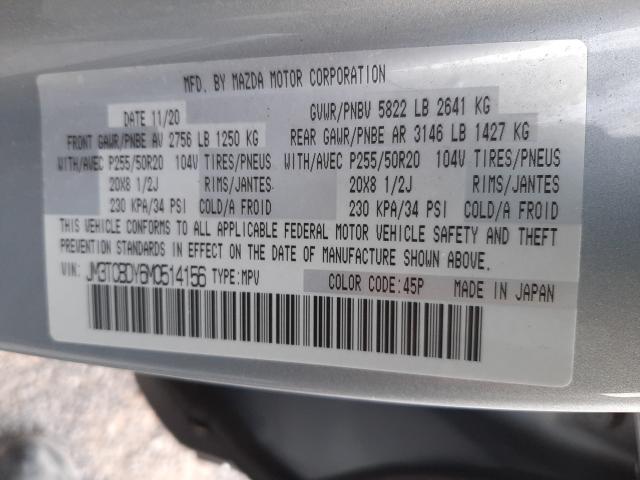 MFD. BY MAZDA MOTOR CORPORATION
DATE 11/20 GVWR/PNBV 5822 LB 2641 KG
FRONT GAWR/PNBE AV 2756 LB 1250 KG REAR GAWR/PNBE AR 3146 LB 1427 KG
WITH/AVEC P255/50R20 104V TIRES/PNEUS WITH/AVEC P255/50R20 104V TIRES/PNEUS
20X8 1/2J RIMS/JANTES 20X8 1/2J RIMS/JANTES
230 KPA/34 PSI COLD/A FROID 230 KPA/34 PSI COLD/A FROID
THIS VEHICLE CONFORMS TO ALL APPLICABLE FEDERAL MOTOR VEHICLE SAFETY AND THEFT
PREVENTION STANDARDS IN EFFECT ON THE DATE OF MANUFACTURE SHOWN ABOVE.
VIN: JM3TCBDY6M0514156 TYPE:MPV COLOR CODE:45P MADE IN JAPAN